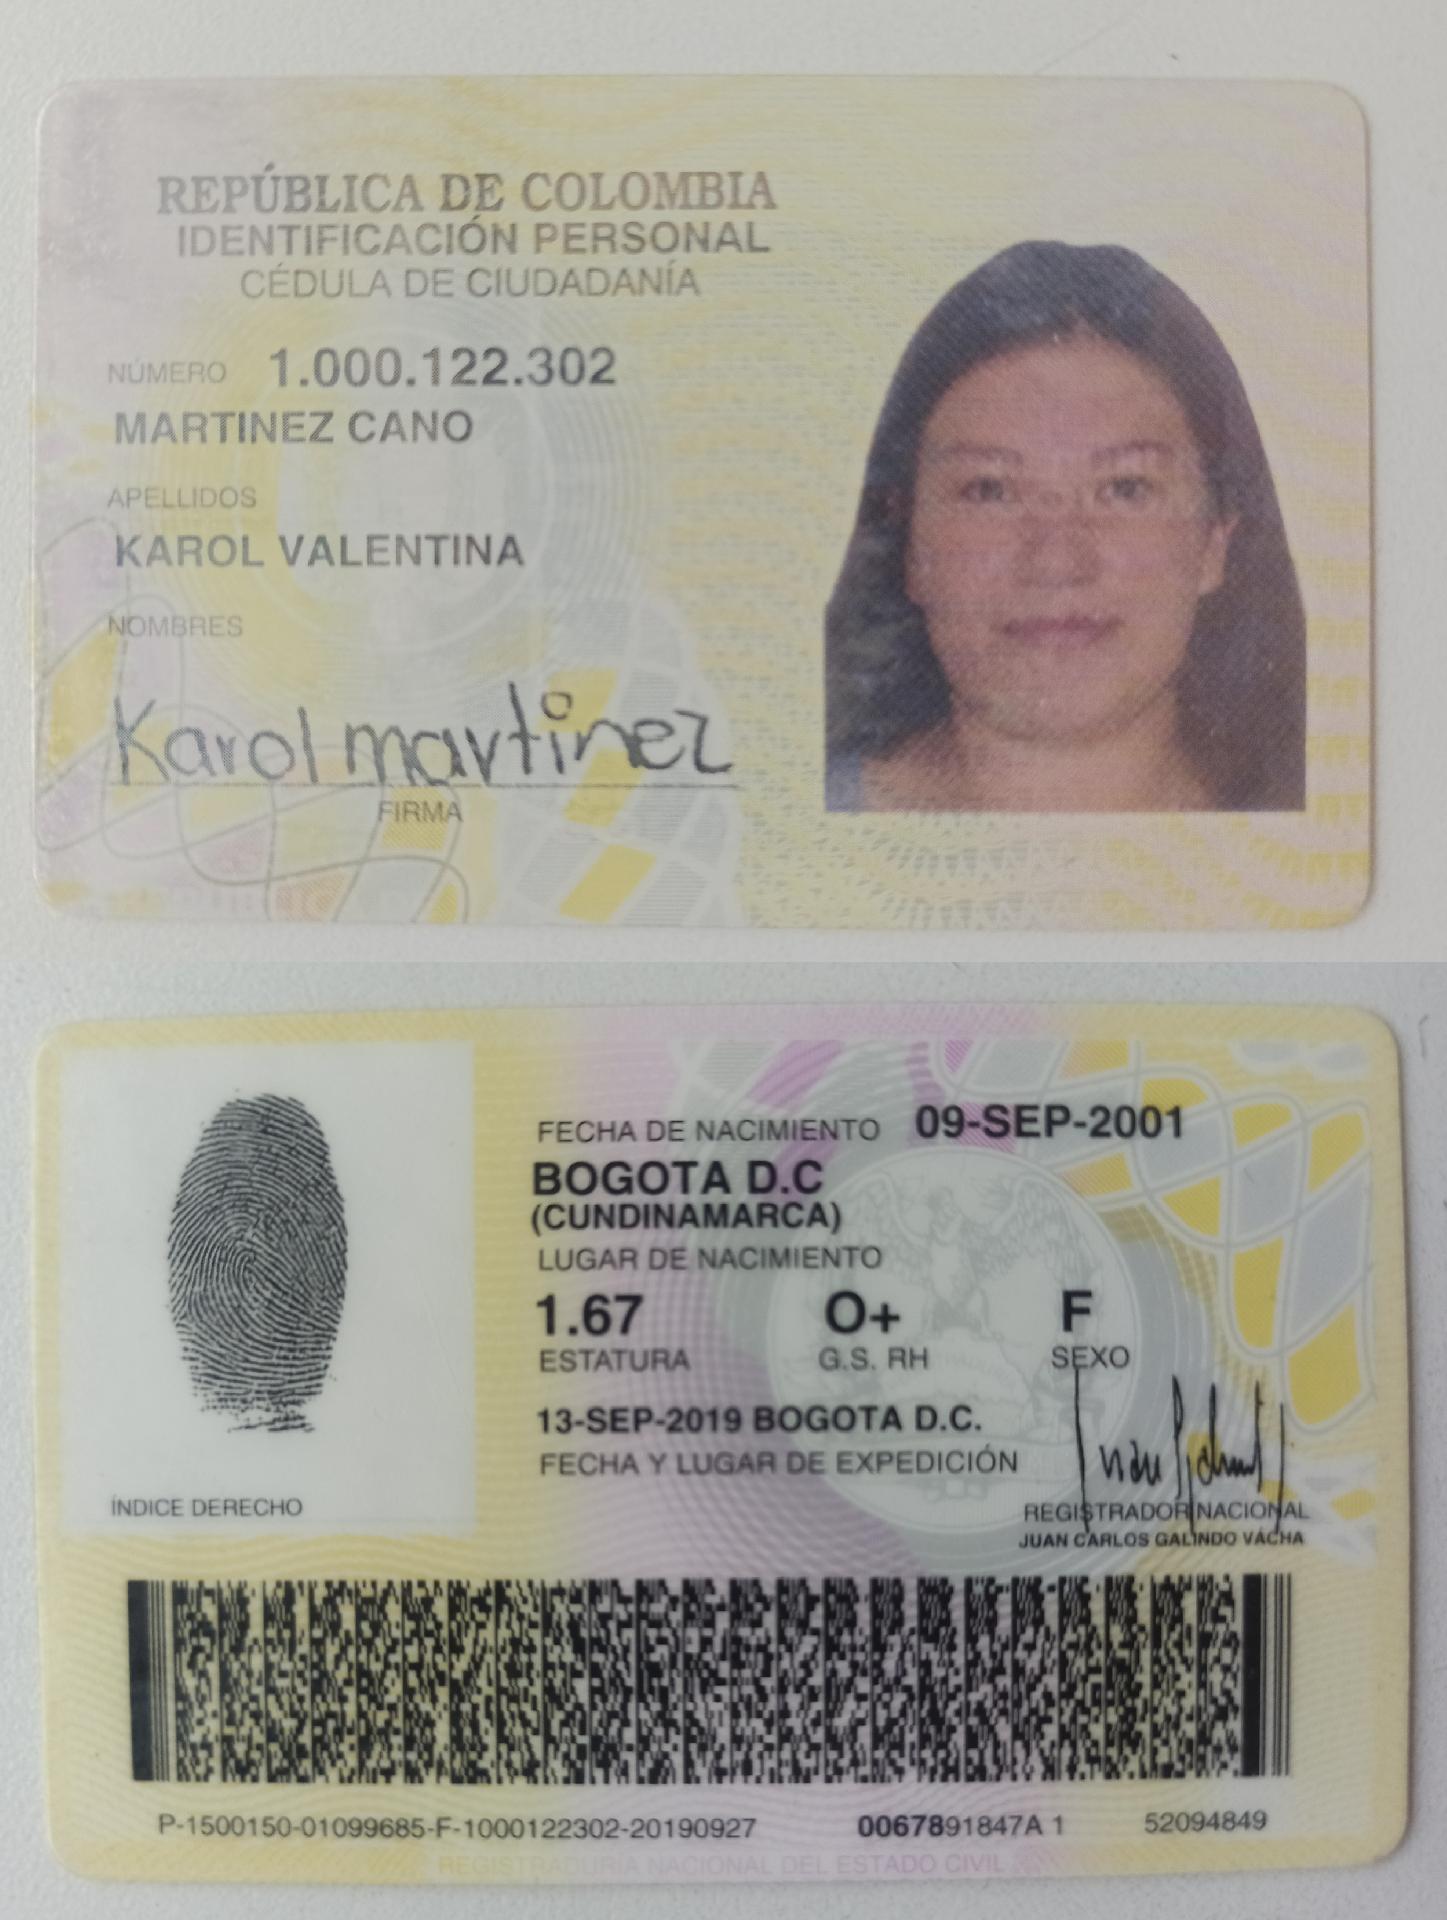 REPÚBLICA DE COLOMBIA
IDENTIFICACIÓN PERSONAL
CÉDULA DE CIUDADANÍA
NÚMERO 1.000.122.302
MARTINEZ CANO
APELLIDOS
KAROL VALENTINA
NOMBRES
Karol martinez
FIRMA
FECHA DE NACIMIENTO 09-SEP-2001
BOGOTA D.C
(CUNDINAMARCA)
LUGAR DE NACIMIENTO
1.67 O+ F
ESTATURA G.S. RH SEXO
13-SEP-2019 BOGOTA D.C.
FECHA Y LUGAR DE EXPEDICIÓN
ÍNDICE DERECHO
REGISTRADOR NACIONAL
JUAN CARLOS GALINDO VÁCHA
P-1500150-01099685-F-1000122302-20190927 0067891847A 1 52094849
REGISTRADURIA NACIONAL DEL ESTADO CIVIL